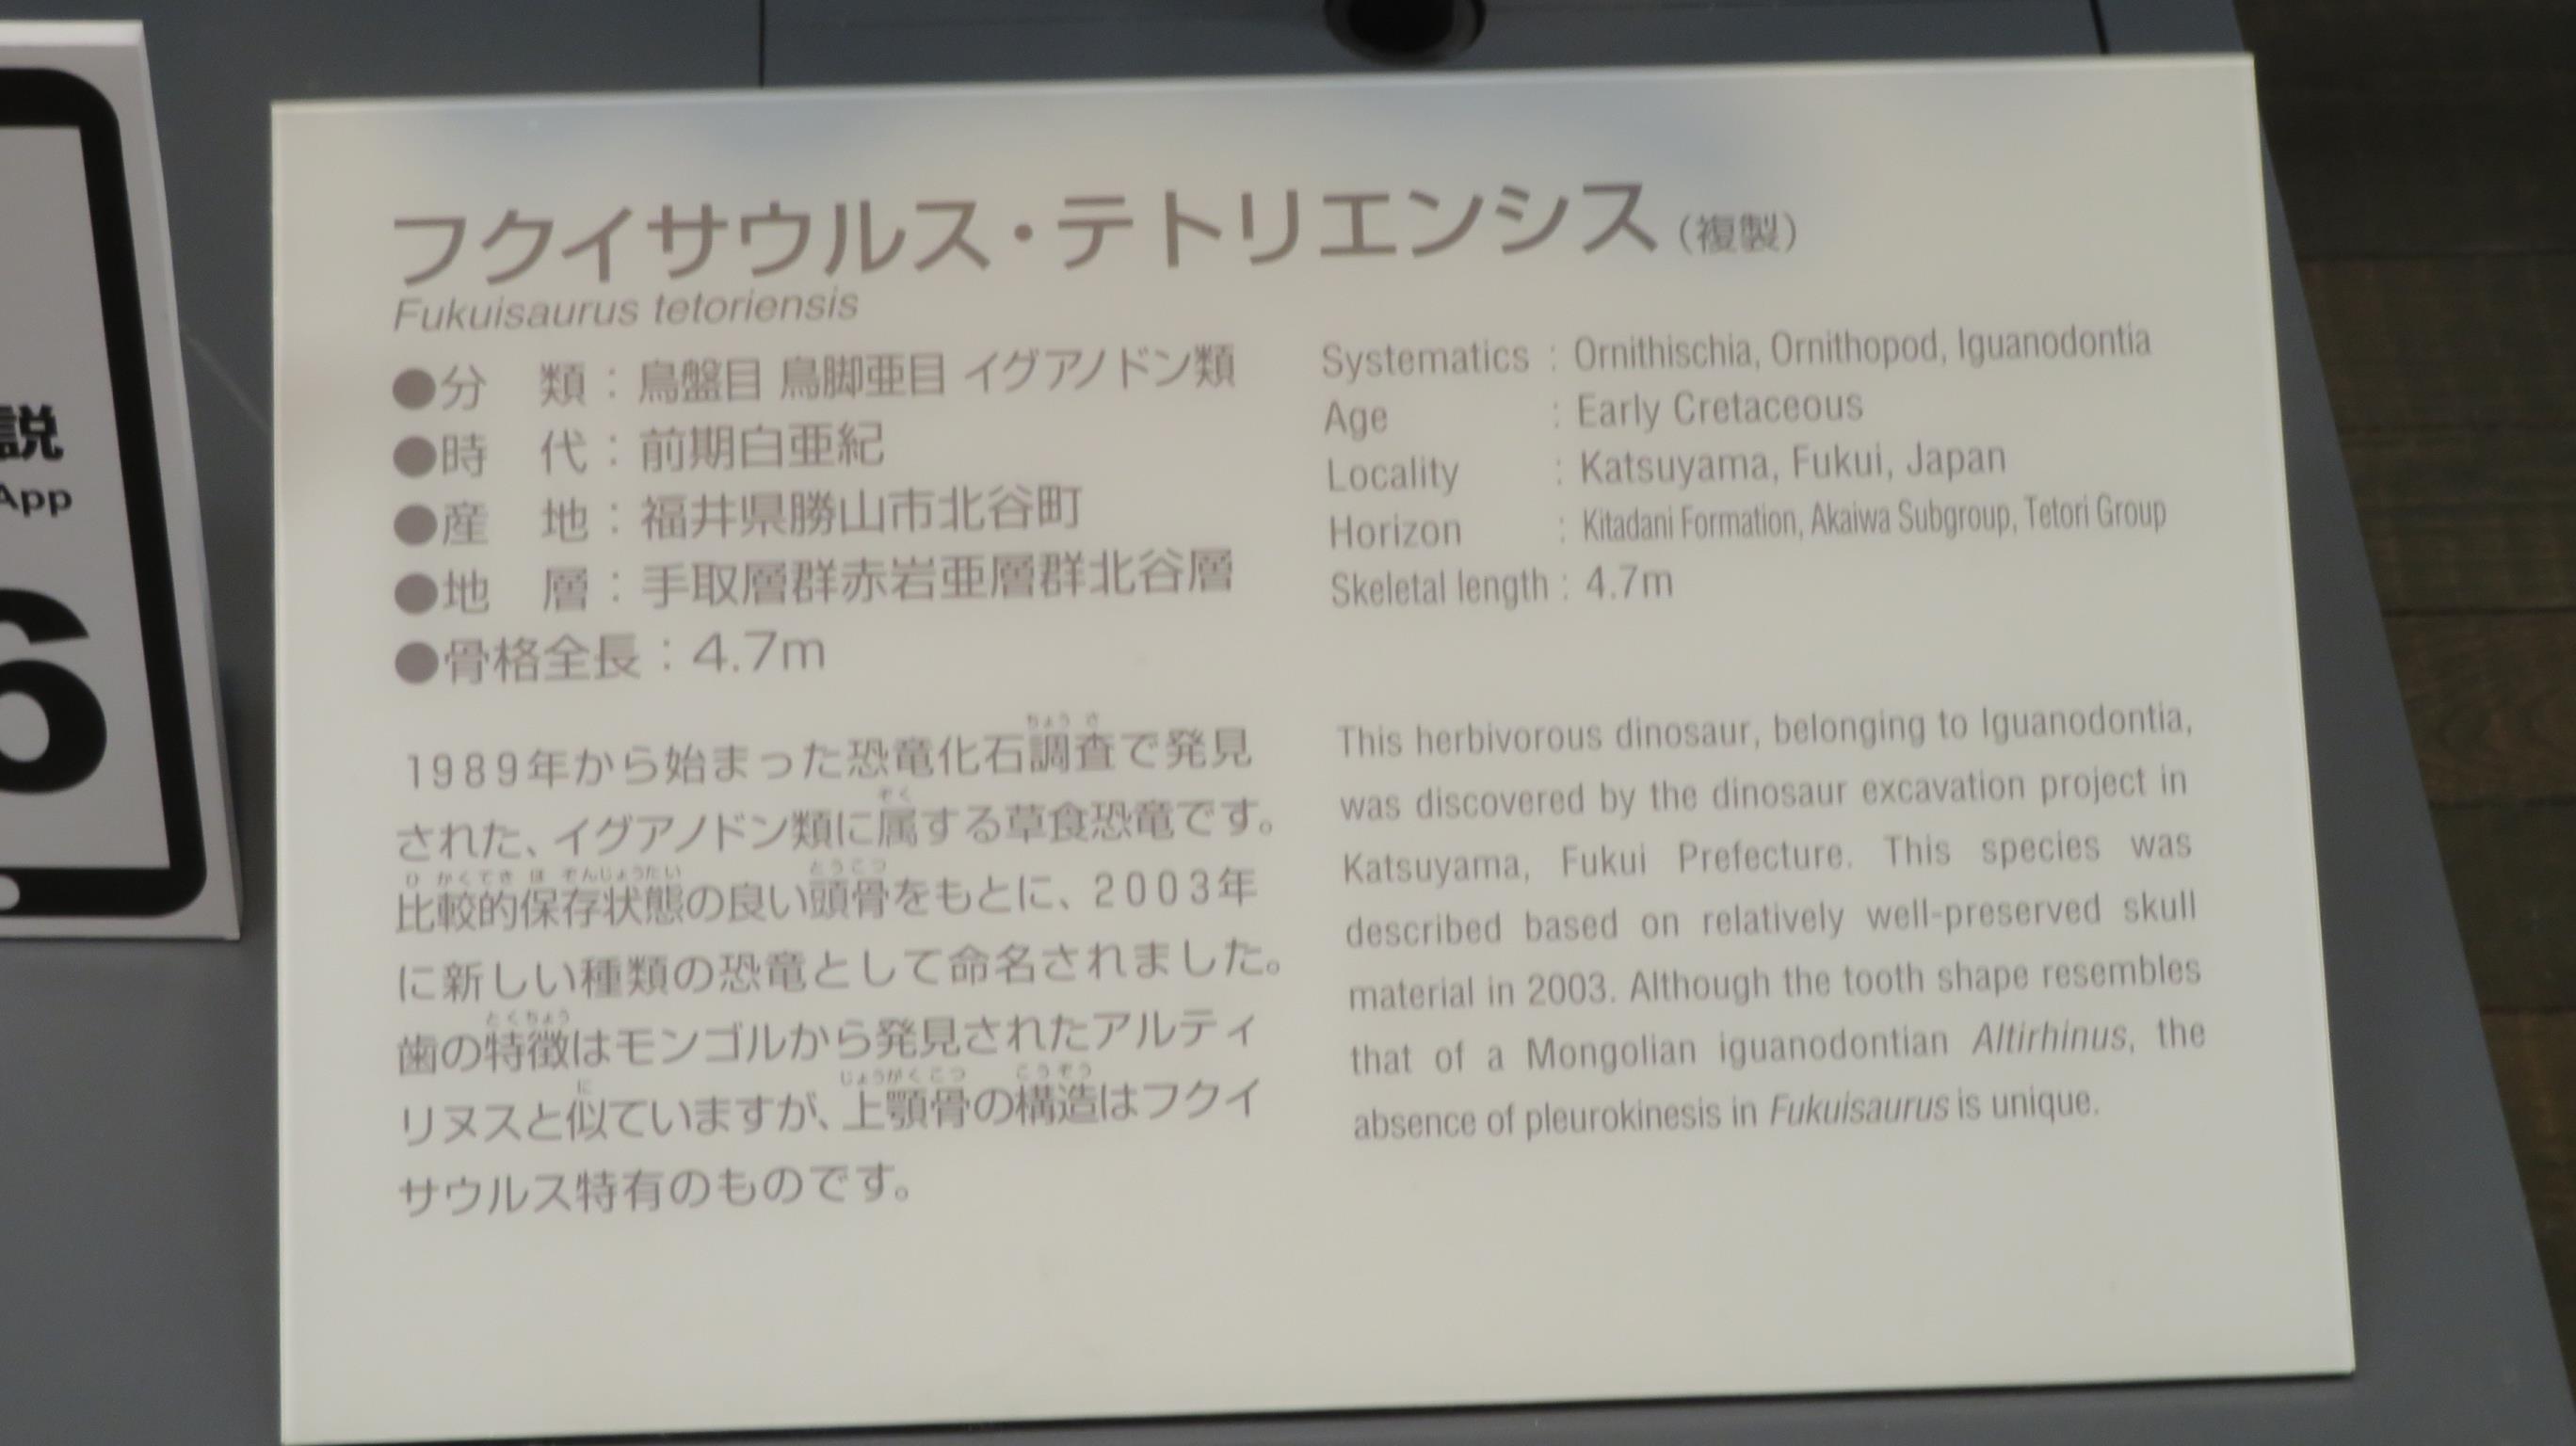 説
App
6
フクイサウルス・テトリエンシス（複製）
Fukuisaurus tetoriensis
●分　類：鳥盤目 鳥脚亜目 イグアノドン類
●時　代：前期白亜紀
●産　地：福井県勝山市北谷町
●地　層：手取層群赤岩亜層群北谷層
●骨格全長：4.7m
1989年から始まった恐竜化石調査で発見
された、イグアノドン類に属する草食恐竜です。
比較的保存状態の良い頭骨をもとに、2003年
に新しい種類の恐竜として命名されました。
歯の特徴はモンゴルから発見されたアルティ
リヌスと似ていますが、上顎骨の構造はフクイ
サウルス特有のものです。
Systematics : Ornithischia, Ornithopod, Iguanodontia
Age : Early Cretaceous
Locality : Katsuyama, Fukui, Japan
Horizon : Kitadani Formation, Akaiwa Subgroup, Tetori Group
Skeletal length : 4.7m
This herbivorous dinosaur, belonging to Iguanodontia,
was discovered by the dinosaur excavation project in
Katsuyama, Fukui Prefecture. This species was
described based on relatively well-preserved skull
material in 2003. Although the tooth shape resembles
that of a Mongolian iguanodontian Altirhinus, the
absence of pleurokinesis in Fukuisaurus is unique.